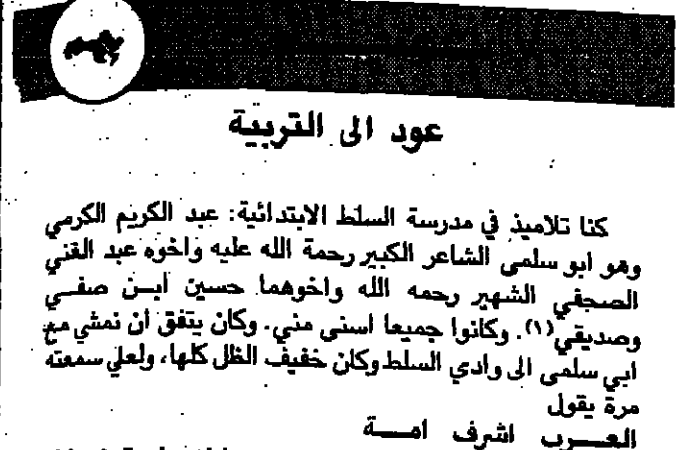 عود الى التربية
كنا تلاميذ في مدرسة السلط الابتدائية: عبد الكريم الكرمي
وهو ابو سلمى الشاعر الكبير رحمة الله عليه واخوه عبد الغني
الصحفي الشهير رحمه الله واخوهما حسين ابن صفي
وصديقي(١). وكانوا جميعا اسنى مني. وكان يتفق ان نمشي مع
ابي سلمى الى وادي السلط وكان خفيف الظل كلها، ولعلي سمعته
مرة يقول
العرب اشرف امة